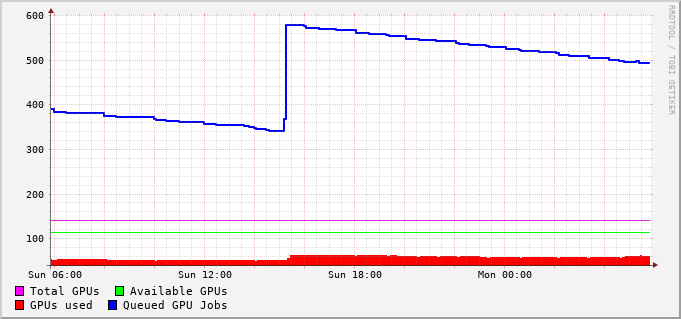 600
500
400
300
200
100
Sun 06:00 Sun 12:00 Sun 18:00 Mon 00:00
Total GPUs Available GPUs
GPUs used Queued GPU Jobs
RRDTOOL / TOBI OETIKER